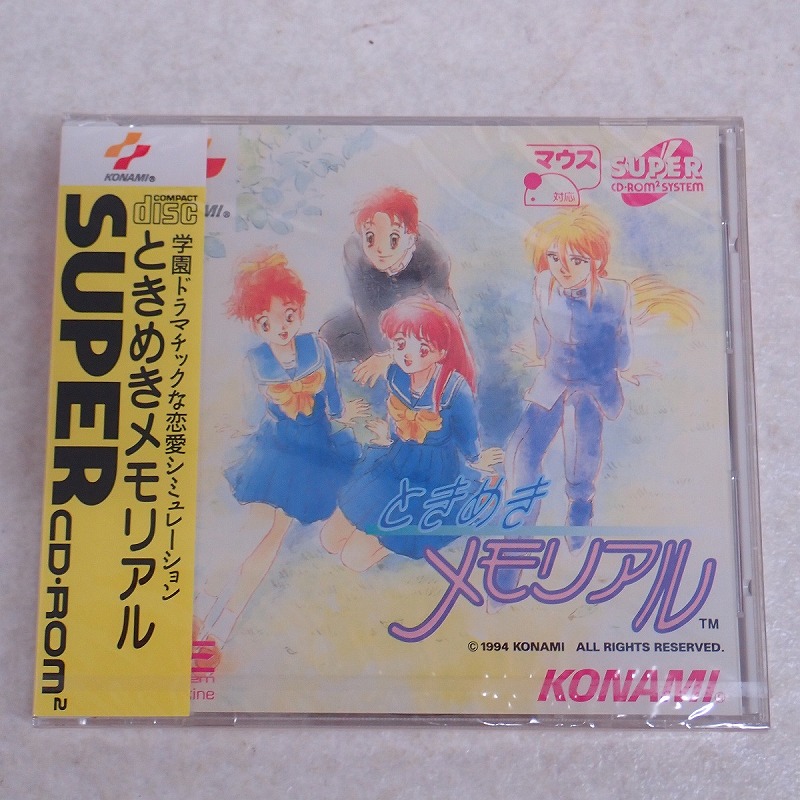 KONAMI®
COMPACT
disc
SUPER CD-ROM²
ときめきメモリアル
学園ドラマチックな恋愛シミュレーション
マウス
対応
SUPER
CD-ROM² SYSTEM
ときめき
メモリアル™
©1994 KONAMI ALL RIGHTS RESERVED.
KONAMI